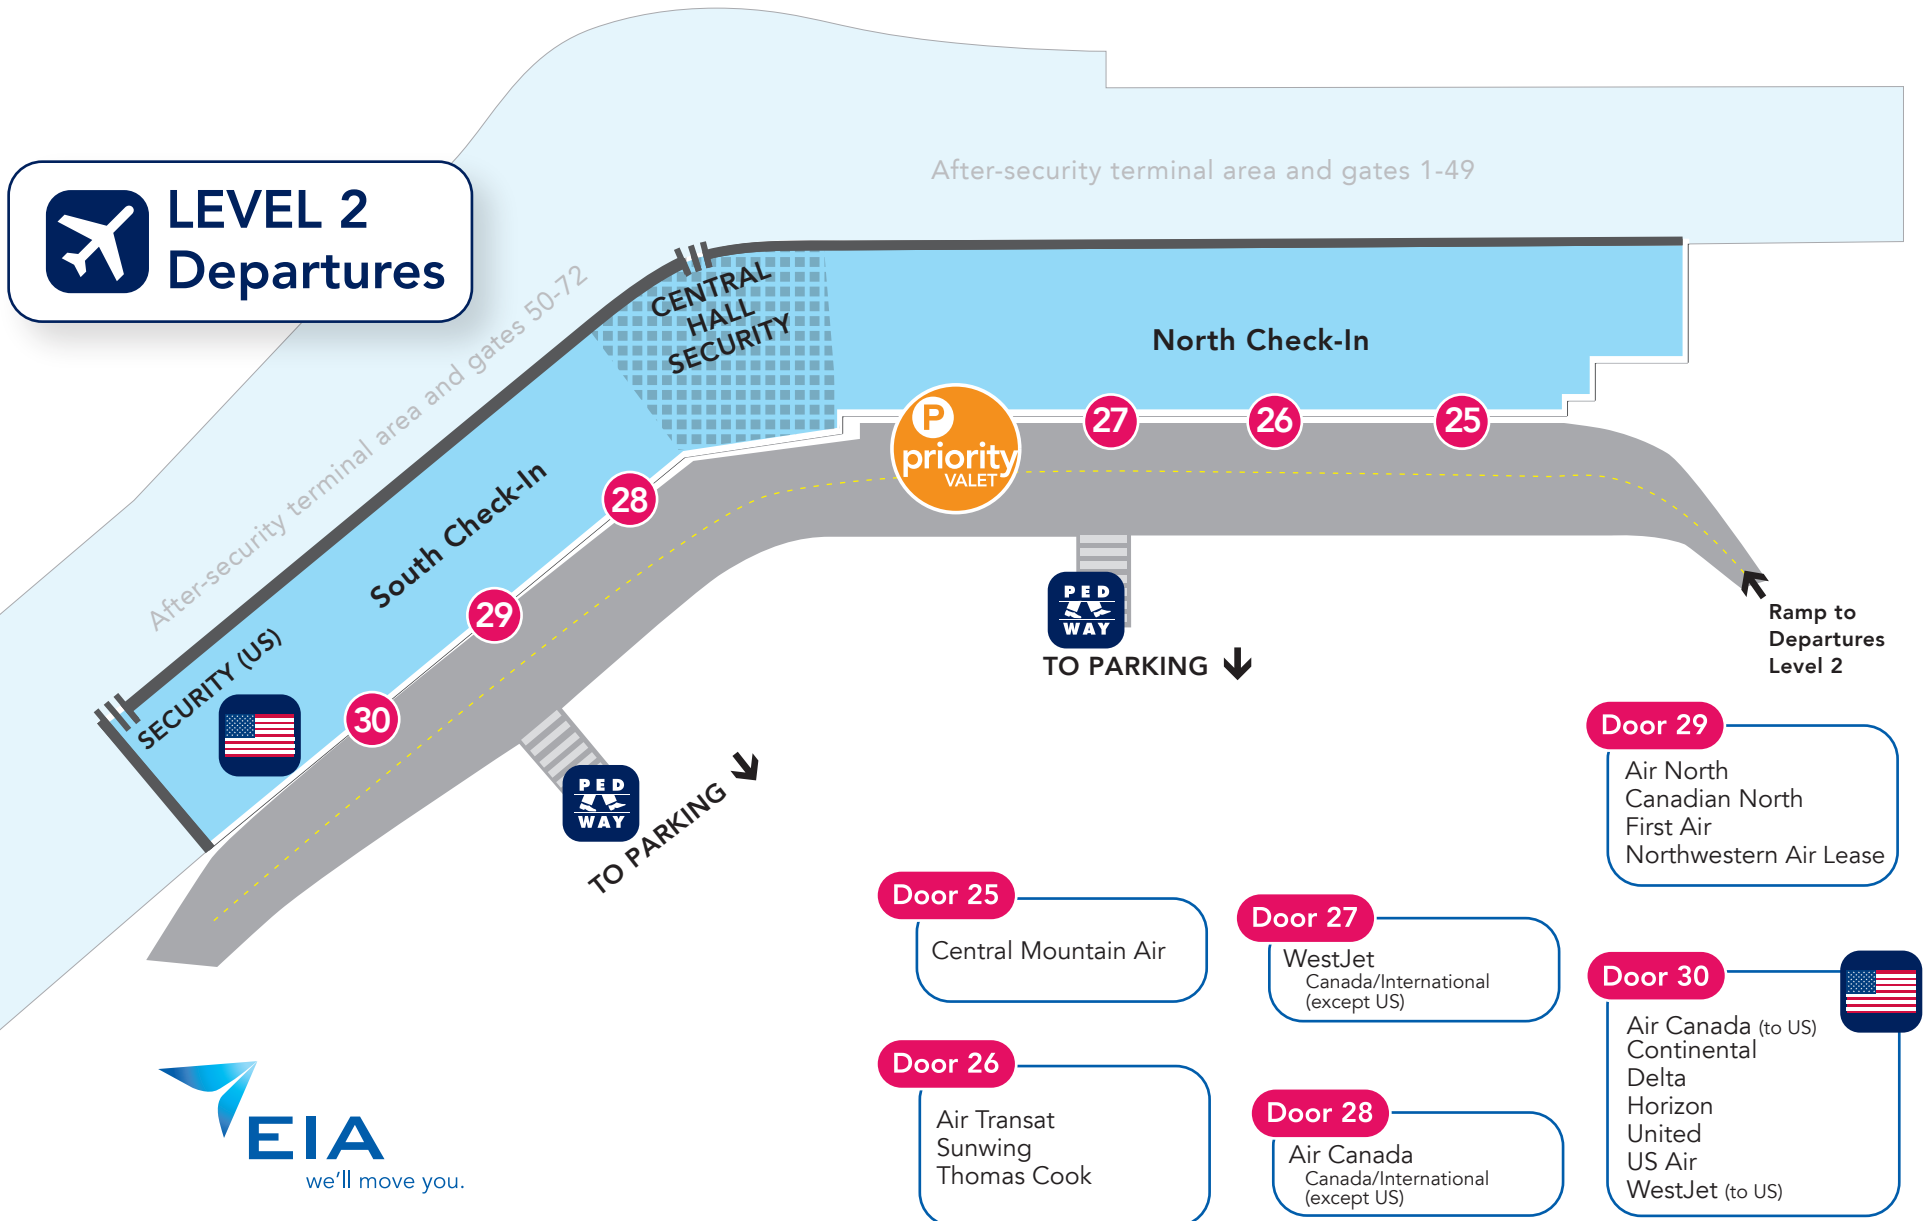 LEVEL 2
Departures
After-security terminal area and gates 1-49
After-security terminal area and gates 50-72
CENTRAL
HALL
SECURITY
North Check-In
South Check-In
SECURITY (US)
P
priority
VALET
27
26
25
28
29
30
PED
WAY
TO PARKING
PED
WAY
TO PARKING
Ramp to
Departures
Level 2
Door 29
Air North
Canadian North
First Air
Northwestern Air Lease
Door 25
Central Mountain Air
Door 27
WestJet
Canada/International
(except US)
Door 30
Air Canada (to US)
Continental
Delta
Horizon
United
US Air
WestJet (to US)
Door 26
Air Transat
Sunwing
Thomas Cook
Door 28
Air Canada
Canada/International
(except US)
EIA
we'll move you.